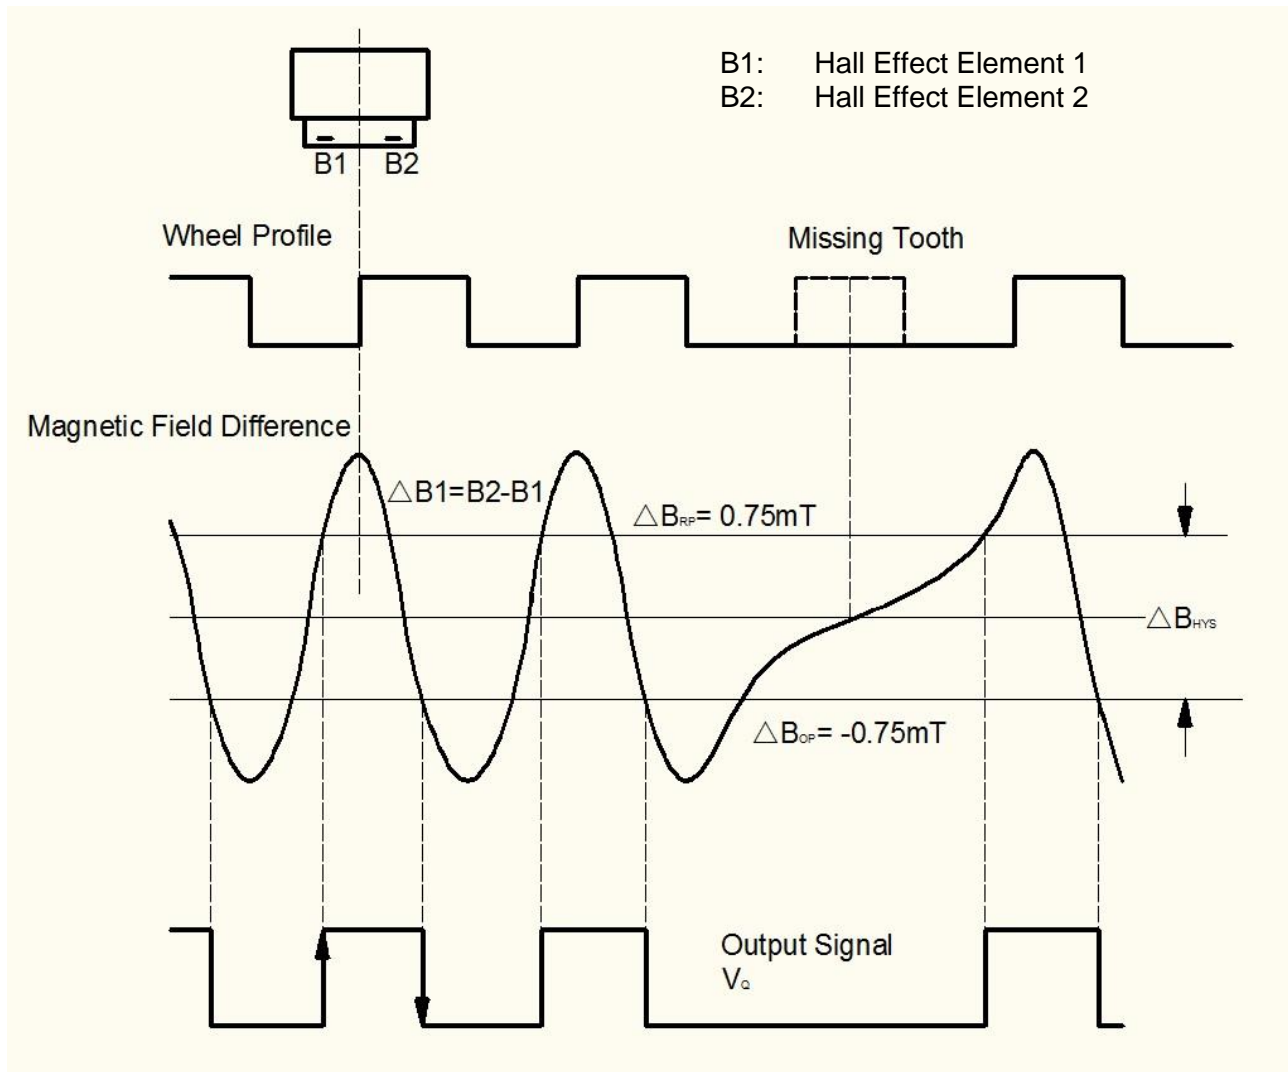 B1: Hall Effect Element 1
B2: Hall Effect Element 2
B1 B2
Wheel Profile
Missing Tooth
Magnetic Field Difference
△B1=B2-B1
△BRP= 0.75mT
△BHYS
△BOP= -0.75mT
Output Signal
VQ